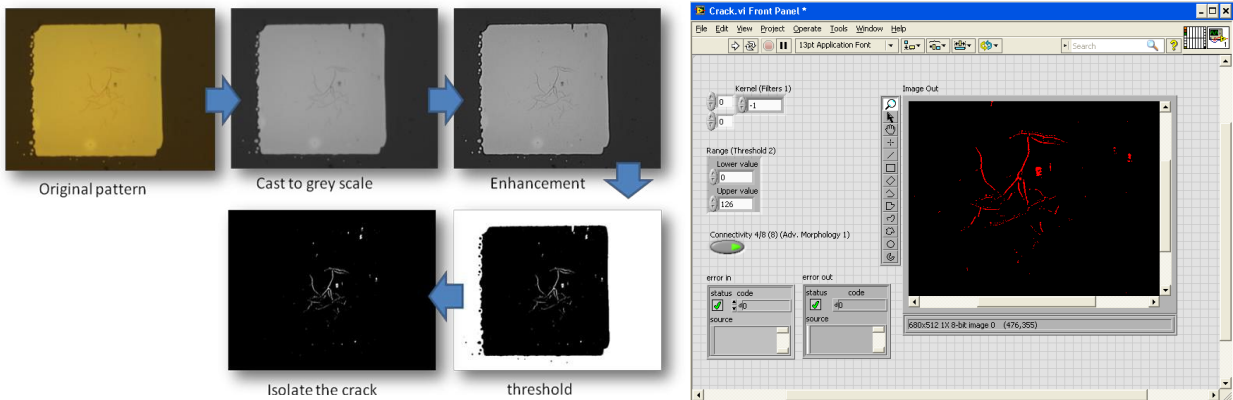 Original pattern
Cast to grey scale
Enhancement
Isolate the crack
threshold
Crack.vi Front Panel *
File Edit View Project Operate Tools Window Help
13pt Application Font
Search
1
Kernel (Filters 1)
0
-1
0
Range (Threshold 2)
Lower value
0
Upper value
126
Connectivity 4/8 (8) (Adv. Morphology 1)
error in
status code
d0
source
error out
status code
d0
source
Image Out
680x512 1X 8-bit image 0 (476,355)